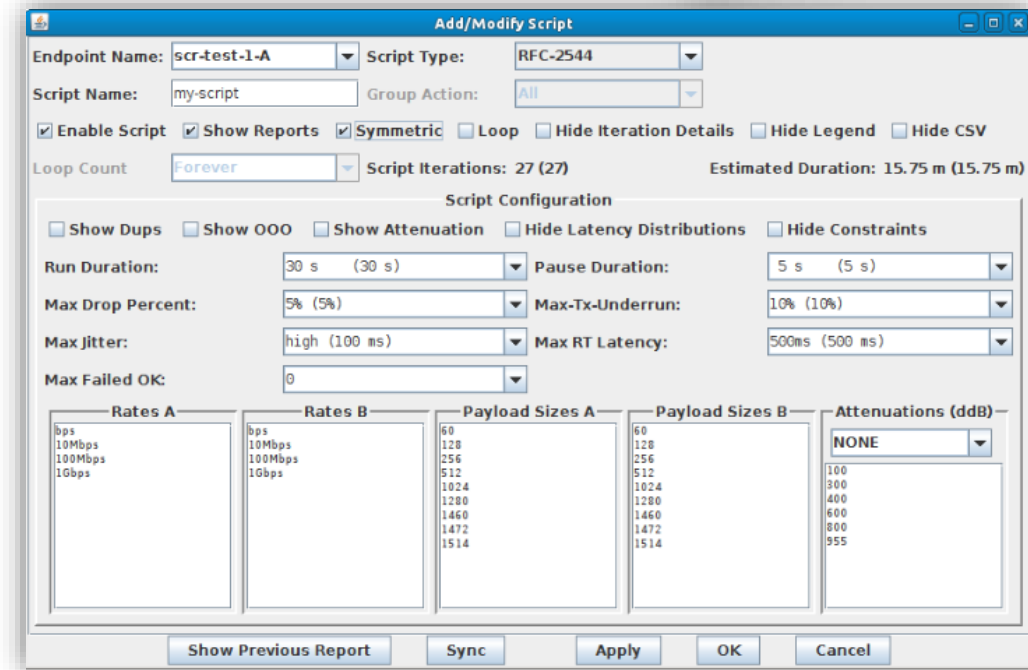 Add/Modify Script
Endpoint Name: scr-test-1-A Script Type: RFC-2544
Script Name: my-script Group Action: All
Enable Script Show Reports Symmetric Loop Hide Iteration Details Hide Legend Hide CSV
Loop Count Forever Script Iterations: 27 (27) Estimated Duration: 15.75 m (15.75 m)
Script Configuration
Show Dups Show OOO Show Attenuation Hide Latency Distributions Hide Constraints
Run Duration: 30 s (30 s) Pause Duration: 5 s (5 s)
Max Drop Percent: 5% (5%) Max-Tx-Underrun: 10% (10%)
Max Jitter: high (100 ms) Max RT Latency: 500ms (500 ms)
Max Failed OK: 0
Rates A
bps
10Mbps
100Mbps
1Gbps
Rates B
bps
10Mbps
100Mbps
1Gbps
Payload Sizes A
60
128
256
512
1024
1280
1460
1472
1514
Payload Sizes B
60
128
256
512
1024
1280
1460
1472
1514
Attenuations (ddB)
NONE
100
300
400
600
800
955
Show Previous Report Sync Apply OK Cancel